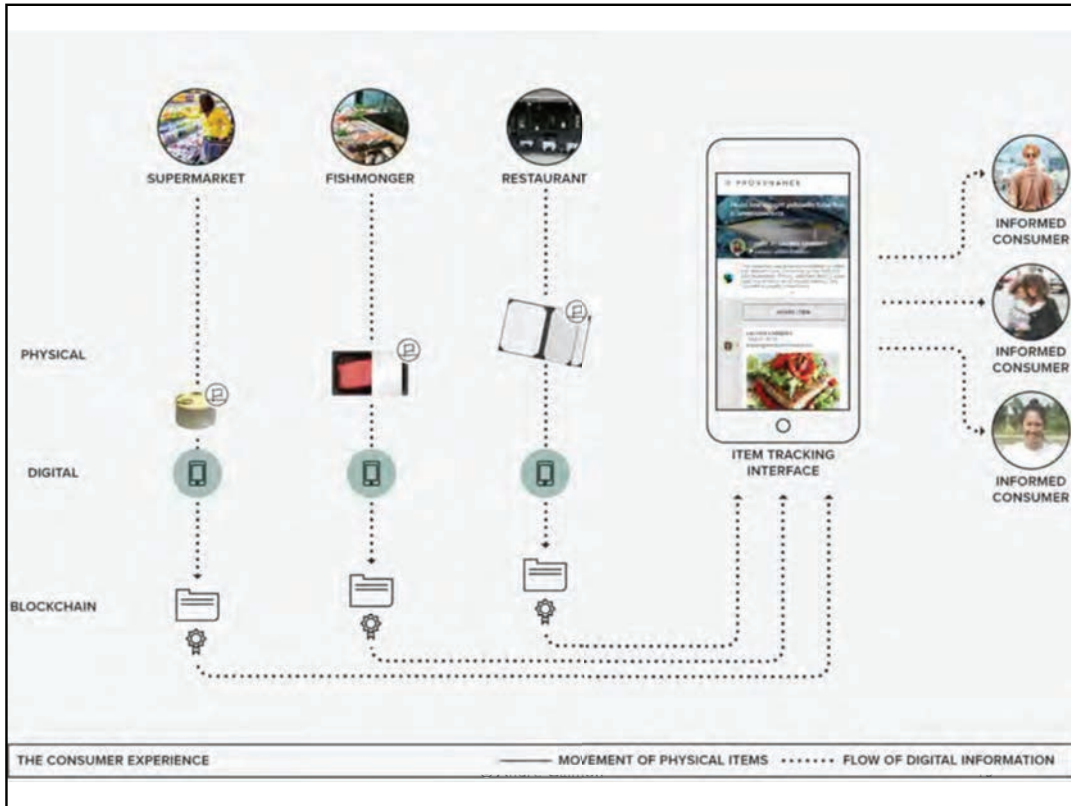 SUPERMARKET
FISHMONGER
RESTAURANT
PROVENANCE
INFORMED
CONSUMER
INFORMED
CONSUMER
INFORMED
CONSUMER
PHYSICAL
DIGITAL
BLOCKCHAIN
ITEM TRACKING
INTERFACE
THE CONSUMER EXPERIENCE
MOVEMENT OF PHYSICAL ITEMS
FLOW OF DIGITAL INFORMATION